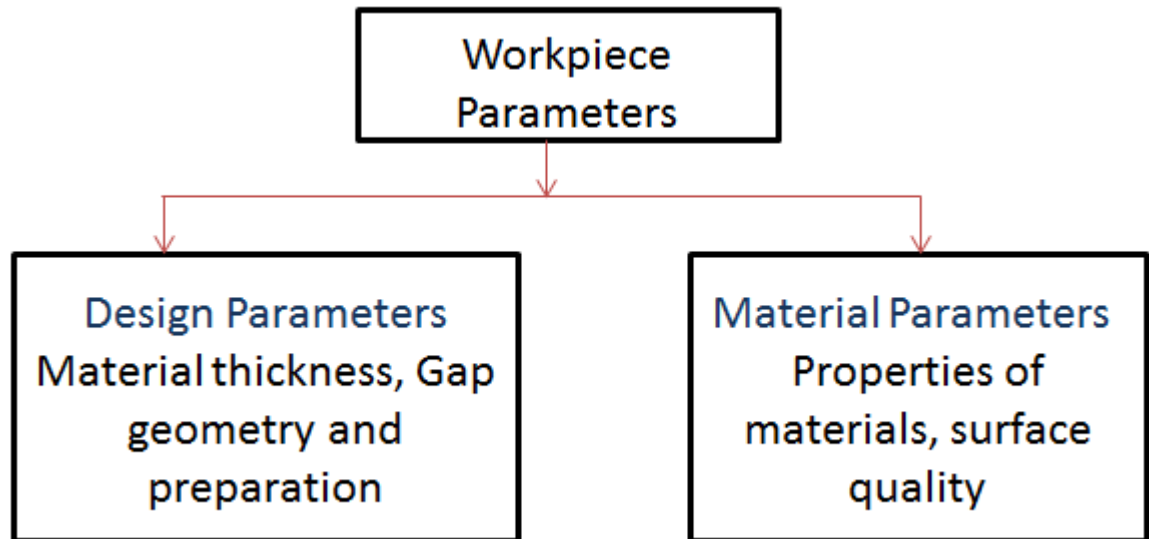 Workpiece
Parameters
Design Parameters
Material thickness, Gap
geometry and
preparation
Material Parameters
Properties of
materials, surface
quality